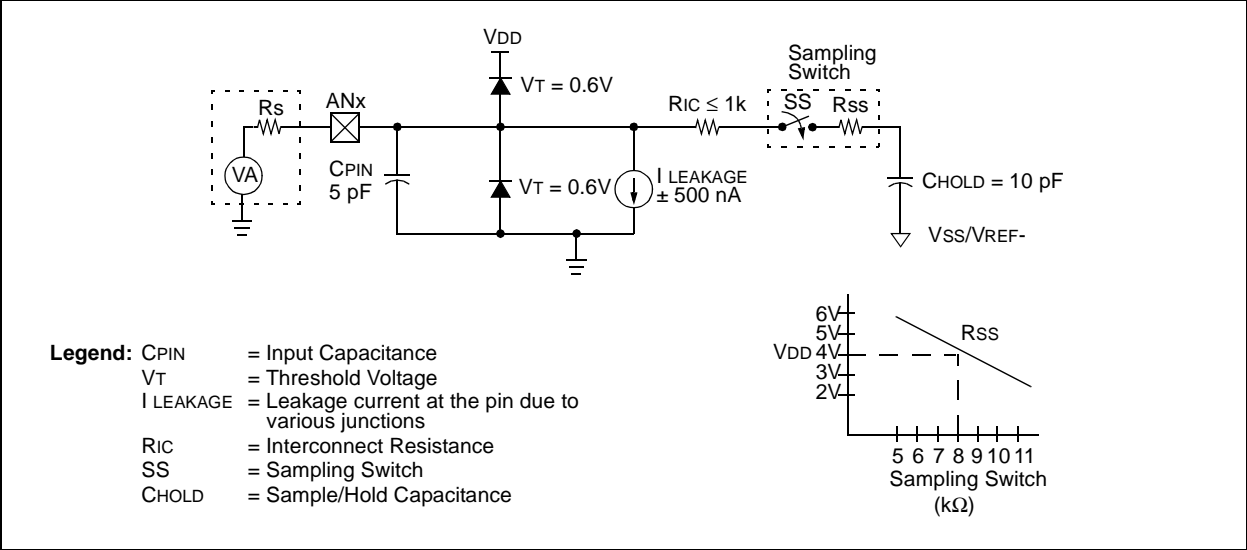 VDD
VT = 0.6V
Sampling
Switch
Rs
ANx
RIC ≤ 1k
SS
Rss
VA
CPIN
5 pF
VT = 0.6V
I LEAKAGE
± 500 nA
CHOLD = 10 pF
VSS/VREF-
Legend: CPIN = Input Capacitance
VT = Threshold Voltage
I LEAKAGE = Leakage current at the pin due to
various junctions
RIC = Interconnect Resistance
SS = Sampling Switch
CHOLD = Sample/Hold Capacitance
6V
5V
VDD 4V
3V
2V
RSS
5 6 7 8 9 10 11
Sampling Switch
(kΩ)